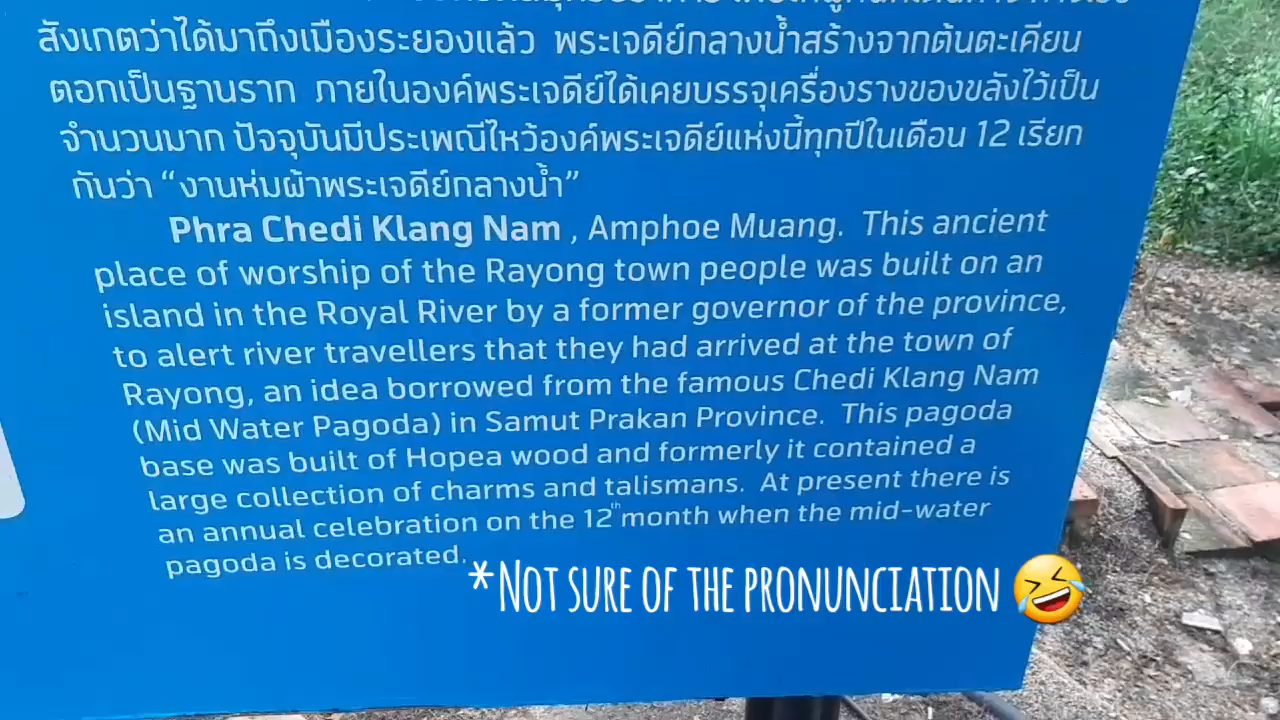 สังเกตว่าได้มาถึงเมืองระยองแล้ว พระเจดีย์กลางน้ำสร้างจากต้นตะเคียน
ตอกเป็นฐานราก ภายในองค์พระเจดีย์ได้เคยบรรจุเครื่องรางของขลังไว้เป็น
จำนวนมาก ปัจจุบันมีประเพณีไหว้องค์พระเจดีย์แห่งนี้ทุกปีในเดือน 12 เรียก
กันว่า “งานห่มผ้าพระเจดีย์กลางน้ำ”
Phra Chedi Klang Nam , Amphoe Muang. This ancient
place of worship of the Rayong town people was built on an
island in the Royal River by a former governor of the province,
to alert river travellers that they had arrived at the town of
Rayong, an idea borrowed from the famous Chedi Klang Nam
(Mid Water Pagoda) in Samut Prakan Province. This pagoda
base was built of Hopea wood and formerly it contained a
large collection of charms and talismans. At present there is
an annual celebration on the 12th month when the mid-water
pagoda is decorated.
*Not sure of the pronunciation 🤣